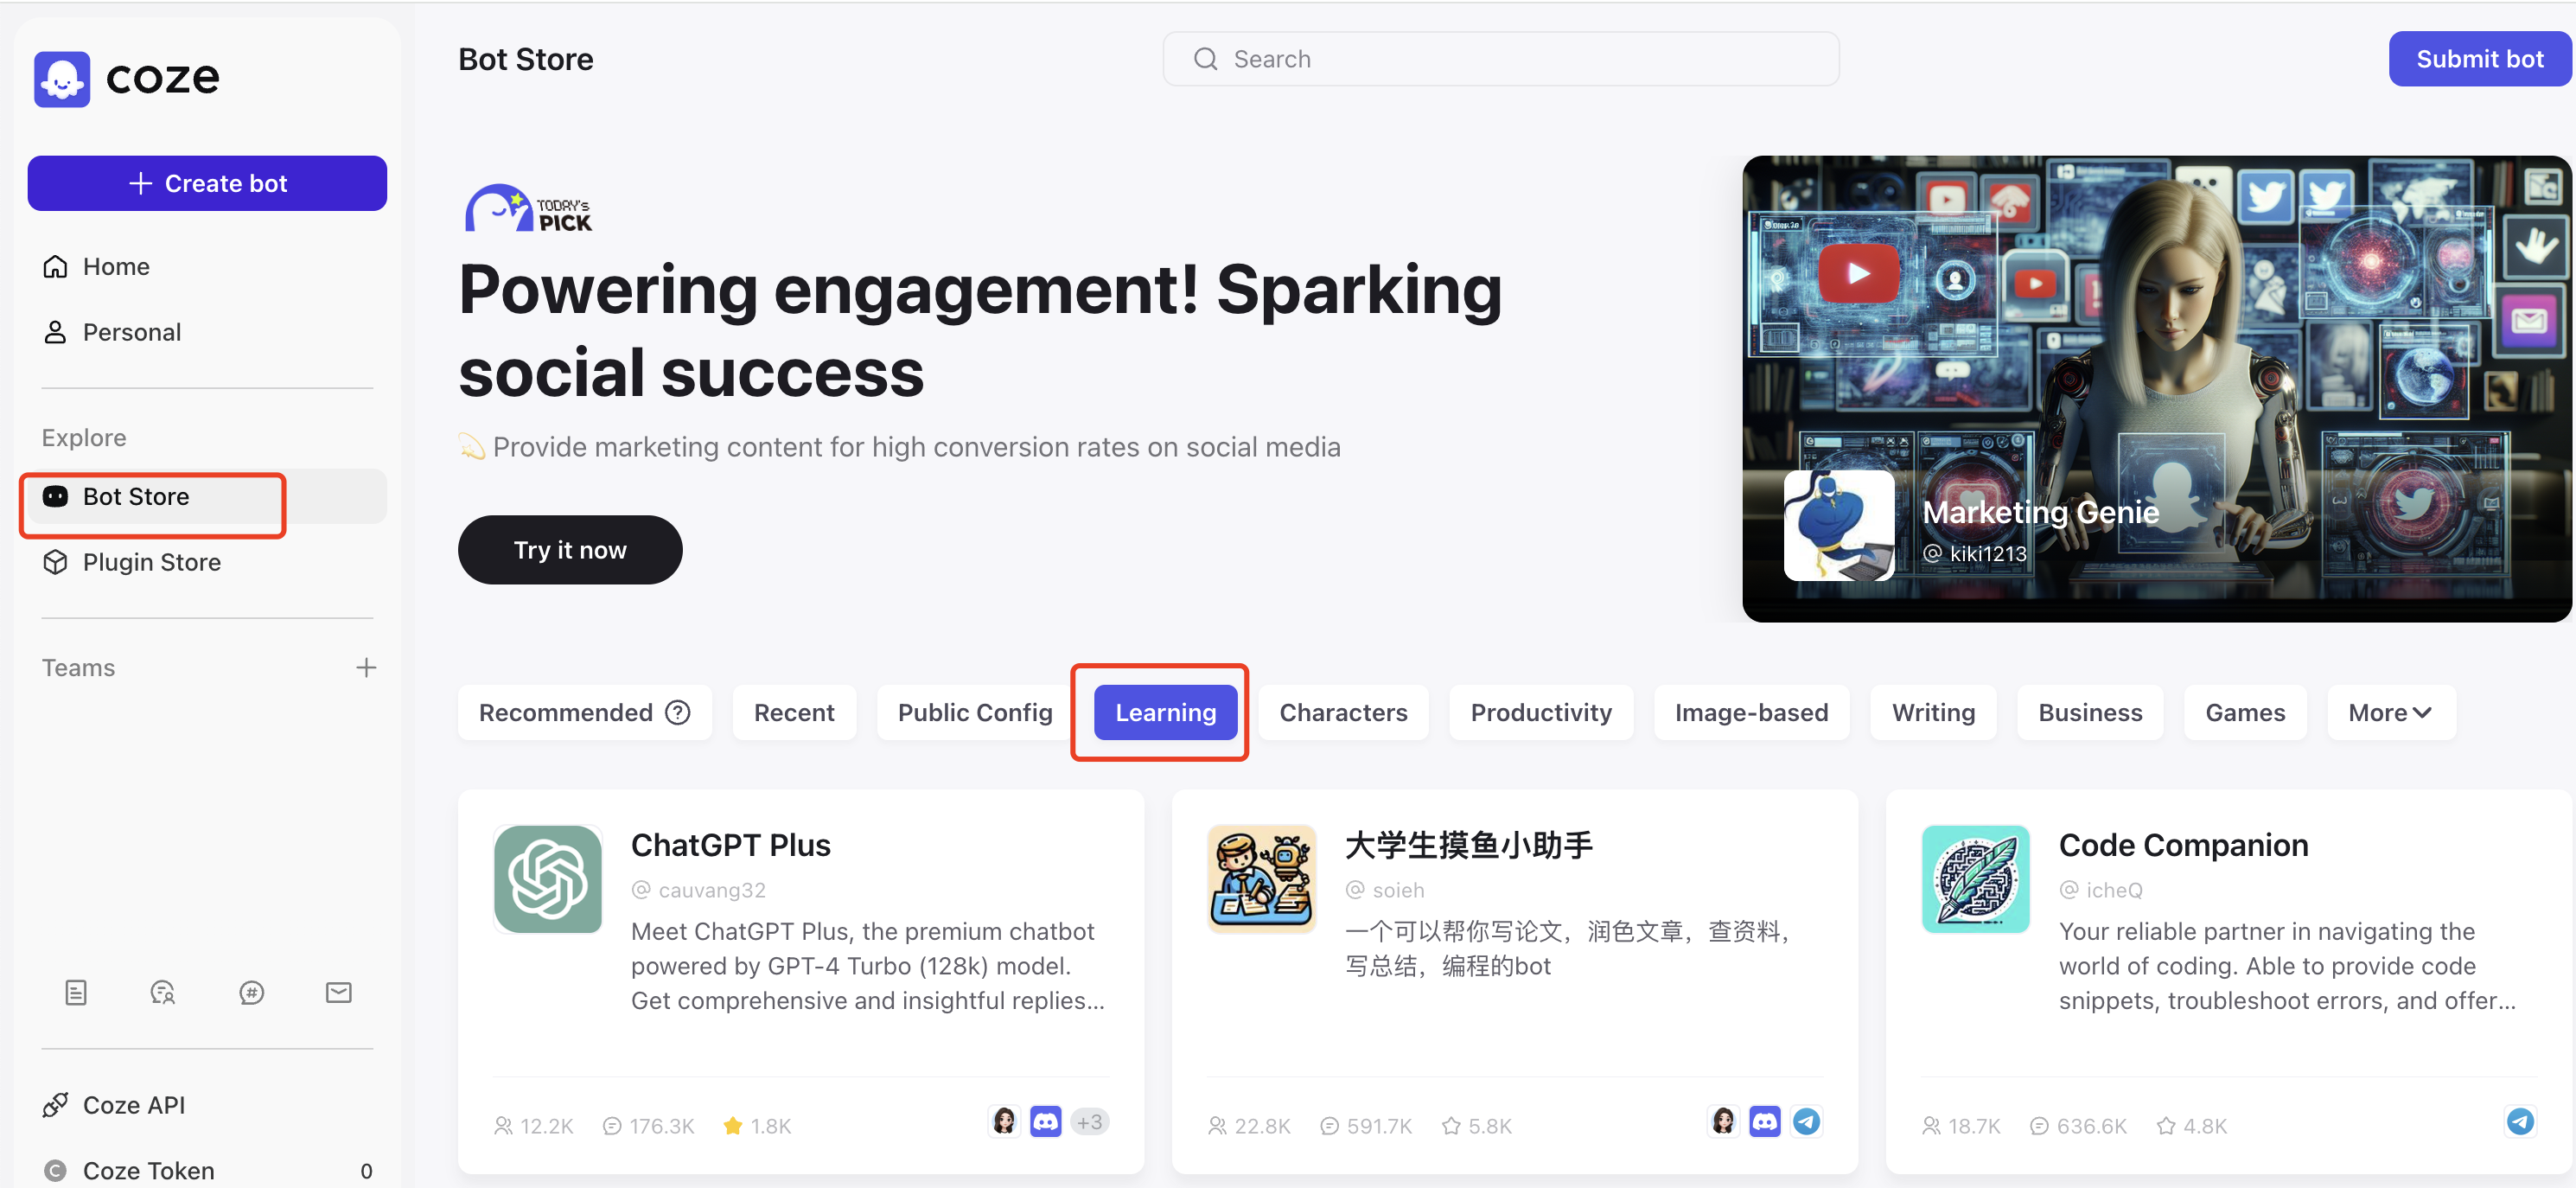 coze
Create bot
Home
Personal
Explore
Bot Store
Plugin Store
Teams
Coze API
Coze Token 0
Bot Store
Search
Submit bot
TODAY's
PICK
Powering engagement! Sparking
social success
Provide marketing content for high conversion rates on social media
Try it now
Marketing Genie
@ kiki1213
Recommended
Recent
Public Config
Learning
Characters
Productivity
Image-based
Writing
Business
Games
More
ChatGPT Plus
@ cauvang32
Meet ChatGPT Plus, the premium chatbot
powered by GPT-4 Turbo (128k) model.
Get comprehensive and insightful replies...
12.2K 176.3K 1.8K +3
大学生摸鱼小助手
@ soieh
一个可以帮你写论文，润色文章，查资料，
写总结，编程的bot
22.8K 591.7K 5.8K
Code Companion
@ icheQ
Your reliable partner in navigating the
world of coding. Able to provide code
snippets, troubleshoot errors, and offer...
18.7K 636.6K 4.8K